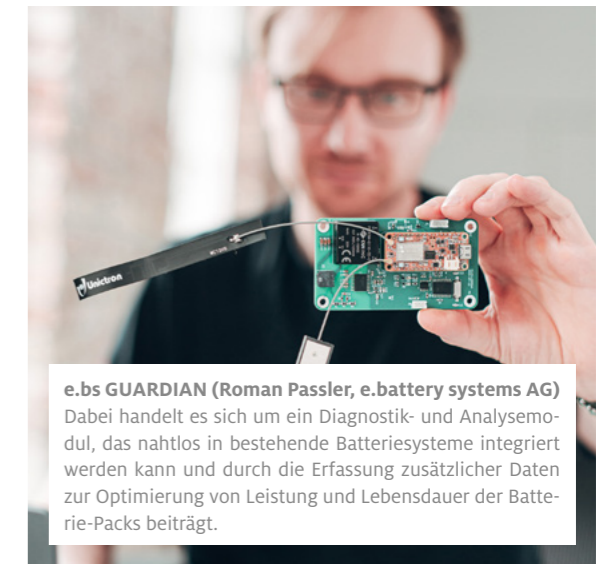 Unictron
e.bs GUARDIAN (Roman Passler, e.battery systems AG)
Dabei handelt es sich um ein Diagnostik- und Analysemo-
dul, das nahtlos in bestehende Batteriesysteme integriert
werden kann und durch die Erfassung zusätzlicher Daten
zur Optimierung von Leistung und Lebensdauer der Batte-
rie-Packs beiträgt.